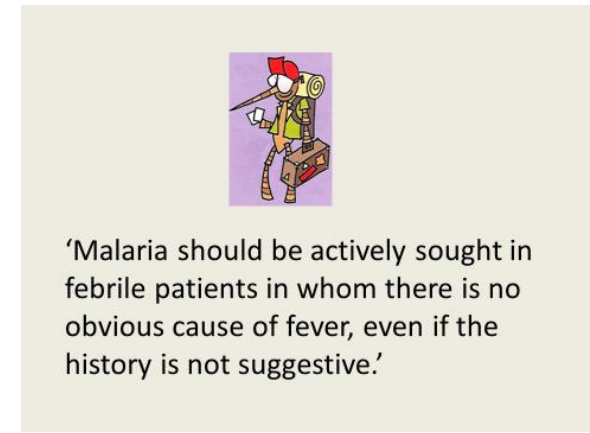 ‘Malaria should be actively sought in
febrile patients in whom there is no
obvious cause of fever, even if the
history is not suggestive.’